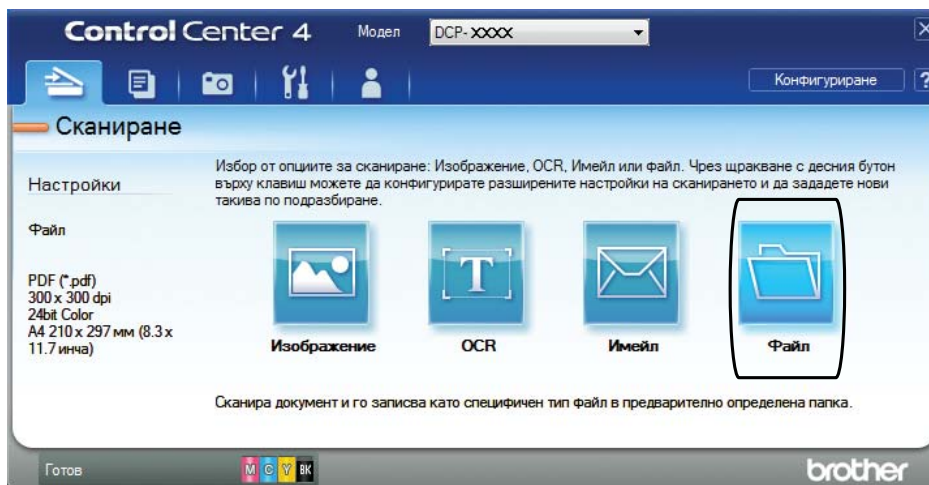 Control Center 4
Модел
DCP-XXXX
Конфигуриране
?
Сканиране
Настройки
Файл
PDF (*.pdf)
300 x 300 dpi
24bit Color
A4 210 x 297 мм (8.3 x
11.7 инча)
Избор от опциите за сканиране: Изображение, OCR, Имейл или файл. Чрез щракване с десния бутон
върху клавиш можете да конфигурирате разширените настройки на сканирането и да зададете нови
такива по подразбиране.
T
Изображение
OCR
Имейл
Файл
Сканира документ и го записва като специфичен тип файл в предварително определена папка.
Готов
M C Y BK
brother